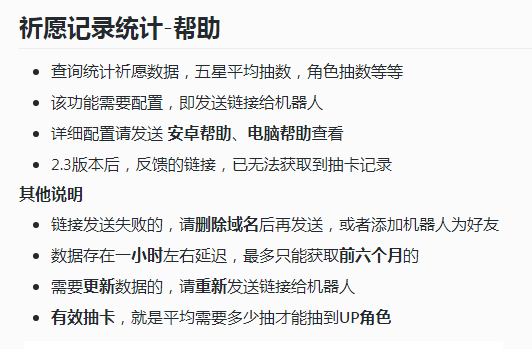 祈愿记录统计-帮助
查询统计祈愿数据，五星平均抽数，角色抽数等等
该功能需要配置，即发送链接给机器人
详细配置请发送 安卓帮助、电脑帮助查看
2.3版本后，反馈的链接，已无法获取到抽卡记录
其他说明
链接发送失败的，请删除域名后再发送，或者添加机器人为好友
数据存在一小时左右延迟，最多只能获取前六个月的
需要更新数据的，请重新发送链接给机器人
有效抽卡，就是平均需要多少抽才能抽到UP角色